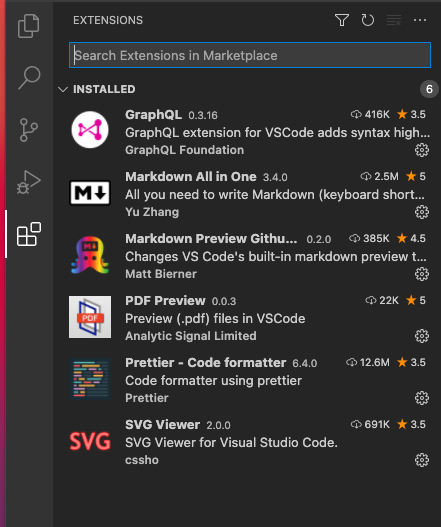 EXTENSIONS
Search Extensions in Marketplace
INSTALLED 6
GraphQL 0.3.16 416K 3.5
GraphQL extension for VSCode adds syntax high...
GraphQL Foundation
M Markdown All in One 3.4.0 2.5M 5
All you need to write Markdown (keyboard short...
Yu Zhang
Markdown Preview Githu... 0.2.0 385K 4.5
Changes VS Code's built-in markdown preview t...
Matt Bierner
PDF Preview 0.0.3 22K 5
PDF Preview (.pdf) files in VSCode
Analytic Signal Limited
Prettier - Code formatter 6.4.0 12.6M 3.5
Code formatter using prettier
Prettier
SVG Viewer 2.0.0 691K 3.5
SVG SVG Viewer for Visual Studio Code.
cssho